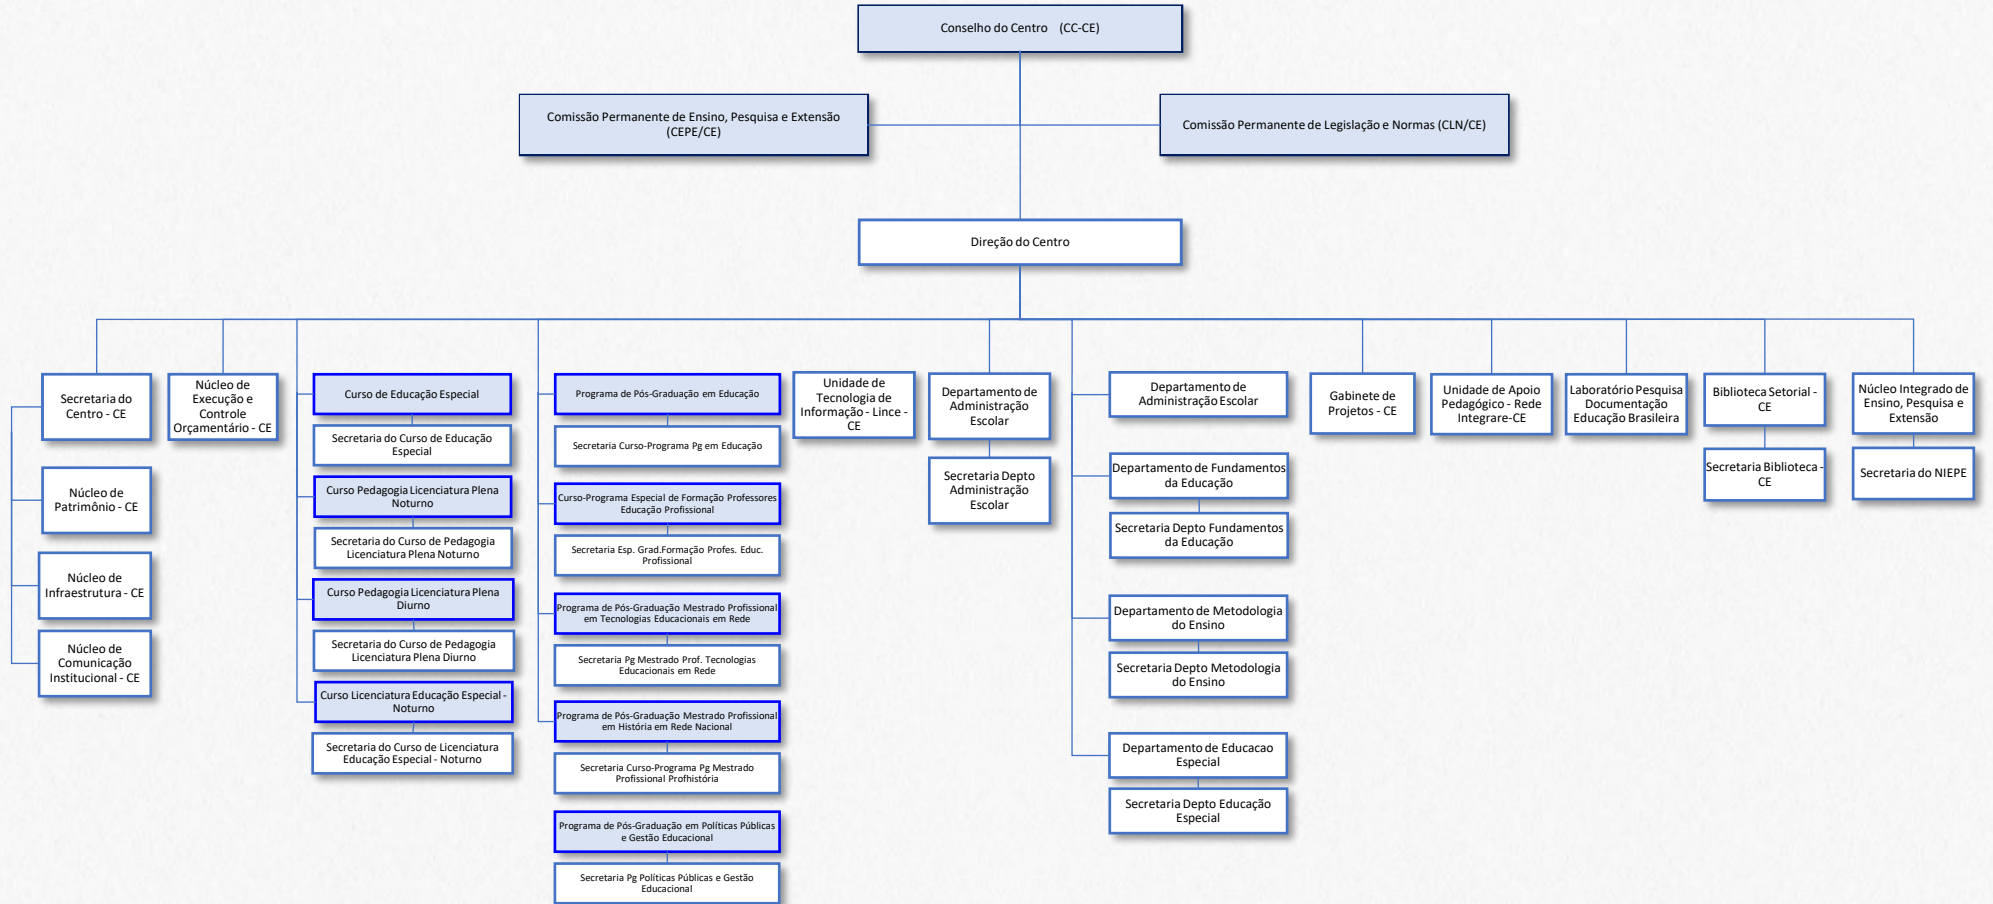 Conselho do Centro (CC-CE)
Comissão Permanente de Ensino, Pesquisa e Extensão
(CEPE/CE)
Comissão Permanente de Legislação e Normas (CLN/CE)
Direção do Centro
Secretaria do
Centro - CE
Núcleo de
Patrimônio - CE
Núcleo de
Infraestrutura - CE
Núcleo de
Comunicação
Institucional - CE
Núcleo de
Execução e
Controle
Orçamentário - CE
Curso de Educação Especial
Secretaria do Curso de Educação
Especial
Curso Pedagogia Licenciatura Plena
Noturno
Secretaria do Curso de Pedagogia
Licenciatura Plena Noturno
Curso Pedagogia Licenciatura Plena
Diurno
Secretaria do Curso de Pedagogia
Licenciatura Plena Diurno
Curso Licenciatura Educação Especial -
Noturno
Secretaria do Curso de Licenciatura
Educação Especial - Noturno
Programa de Pós-Graduação em Educação
Secretaria Curso-Programa Pg em Educação
Curso-Programa Especial de Formação Professores
Educação Profissional
Secretaria Esp. Grad.Formação Profes. Educ.
Profissional
Programa de Pós-Graduação Mestrado Profissional
em Tecnologias Educacionais em Rede
Secretaria Pg Mestrado Prof. Tecnologias
Educacionais em Rede
Programa de Pós-Graduação Mestrado Profissional
em História em Rede Nacional
Secretaria Curso-Programa Pg Mestrado
Profissional Profhistória
Programa de Pós-Graduação em Políticas Públicas
e Gestão Educacional
Secretaria Pg Políticas Públicas e Gestão
Educacional
Unidade de
Tecnologia de
Informação - Lince -
CE
Departamento de
Administração
Escolar
Secretaria Depto
Administração
Escolar
Departamento de
Administração Escolar
Departamento de Fundamentos
da Educação
Secretaria Depto Fundamentos
da Educação
Departamento de Metodologia
do Ensino
Secretaria Depto Metodologia
do Ensino
Departamento de Educacao
Especial
Secretaria Depto Educação
Especial
Gabinete de
Projetos - CE
Unidade de Apoio
Pedagógico - Rede
Integrare-CE
Laboratório Pesquisa
Documentação
Educação Brasileira
Biblioteca Setorial -
CE
Secretaria Biblioteca -
CE
Núcleo Integrado de
Ensino, Pesquisa e
Extensão
Secretaria do NIEPE